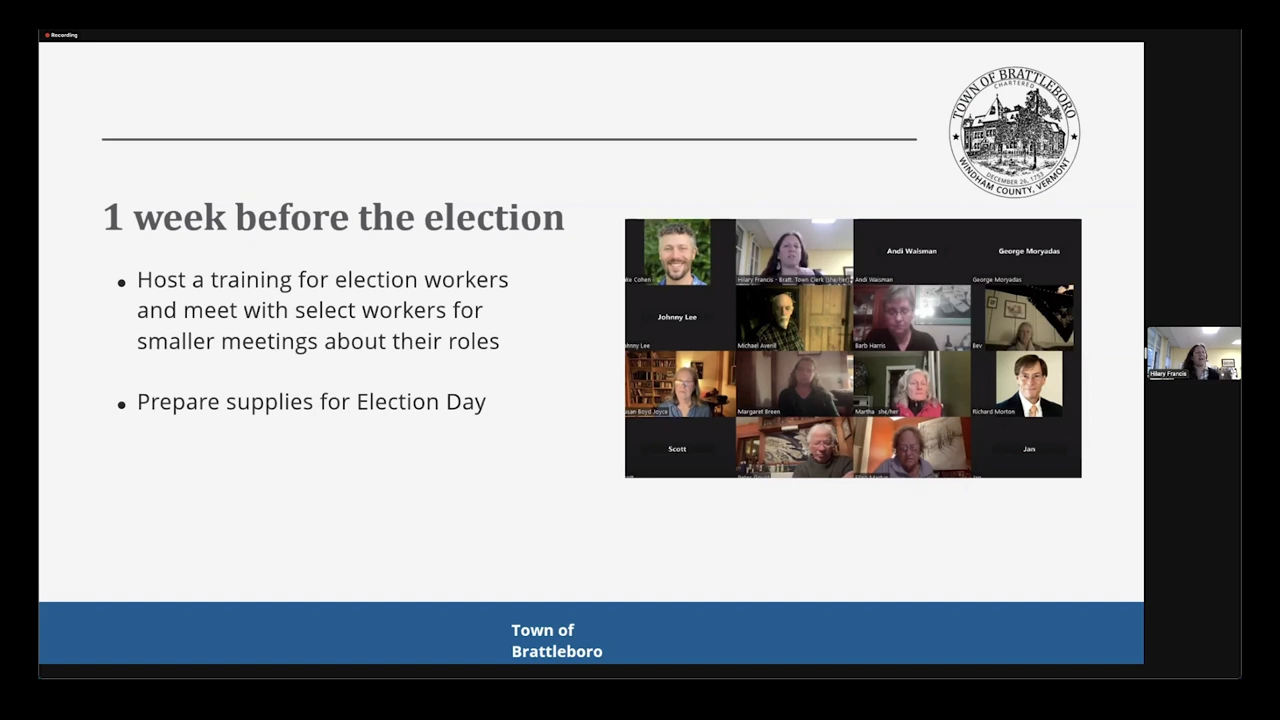 Recording
TOWN OF BRATTLEBORO
CHARTERED
DECEMBER 26, 1753
WINDHAM COUNTY, VERMONT
1 week before the election
• Host a training for election workers
and meet with select workers for
smaller meetings about their roles
• Prepare supplies for Election Day
Andi Waisman
George Moryadas
Cohen
Hilary Francis - Bratt. Town Clerk (she/her)
Andi Waisman
George Moryadas
Johnny Lee
hnny Lee
Michael Averill
Barb Harris
Bev
usan Boyd Joyce
Margaret Breen
Martha she/her
Richard Morton
Scott
Jan
Hilary Francis
Town of
Brattleboro